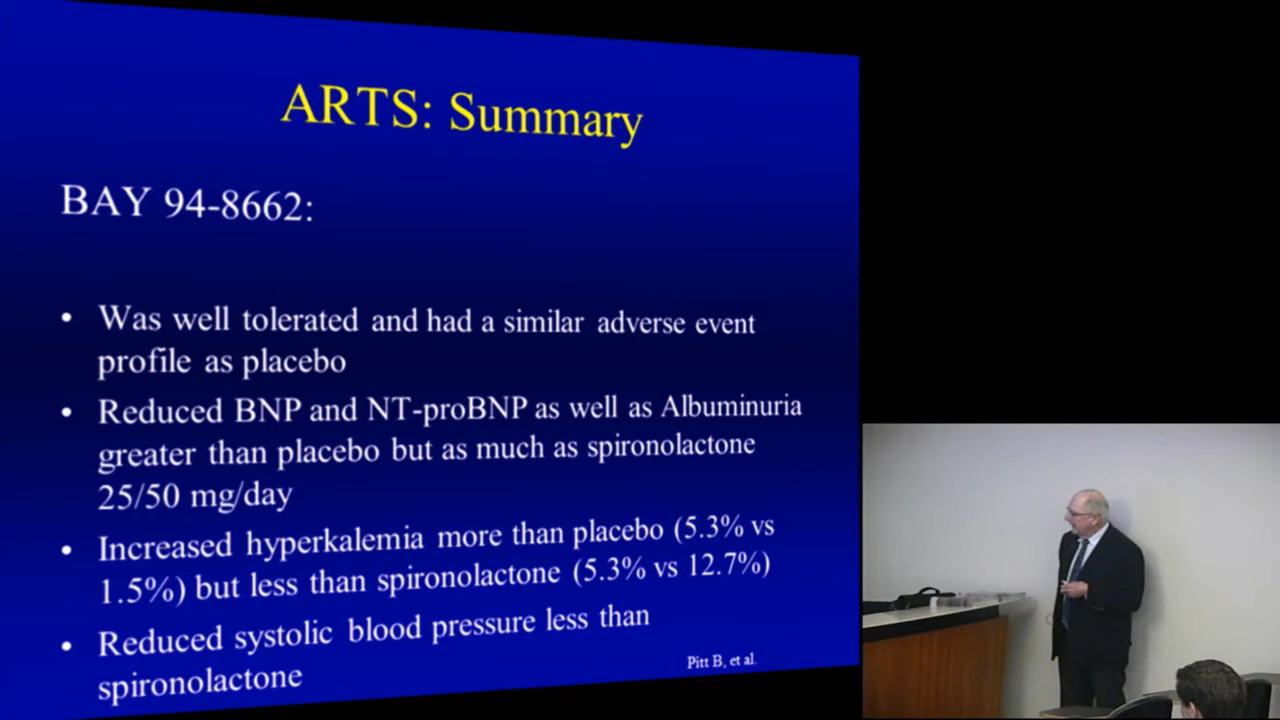 ARTS: Summary
BAY 94-8662:
• Was well tolerated and had a similar adverse event
profile as placebo
• Reduced BNP and NT-proBNP as well as Albuminuria
greater than placebo but as much as spironolactone
25/50 mg/day
• Increased hyperkalemia more than placebo (5.3% vs
1.5%) but less than spironolactone (5.3% vs 12.7%)
• Reduced systolic blood pressure less than
spironolactone
Pitt B, et al.